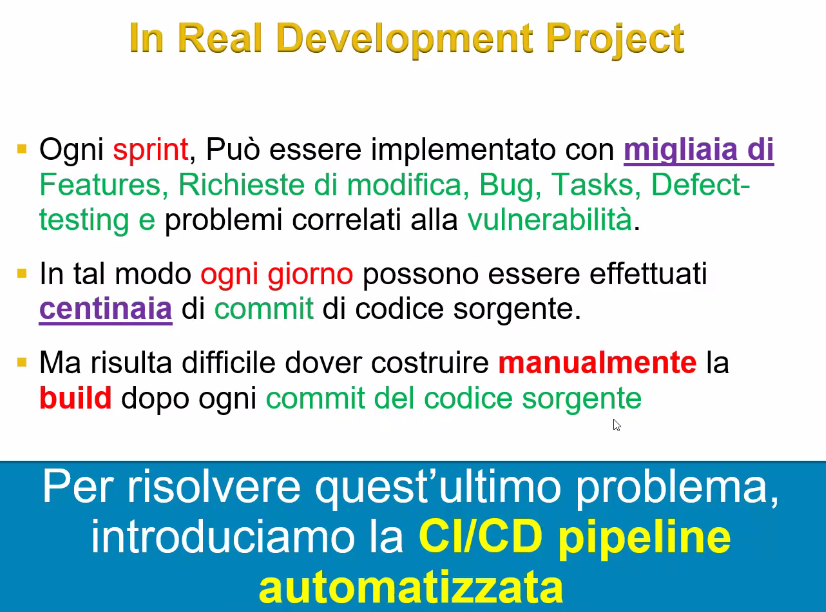 In Real Development Project
Ogni sprint, Può essere implementato con migliaia di
Features, Richieste di modifica, Bug, Tasks, Defect-
testing e problemi correlati alla vulnerabilità.
In tal modo ogni giorno possono essere effettuati
centinaia di commit di codice sorgente.
Ma risulta difficile dover costruire manualmente la
build dopo ogni commit del codice sorgente
Per risolvere quest’ultimo problema,
introduciamo la CI/CD pipeline
automatizzata